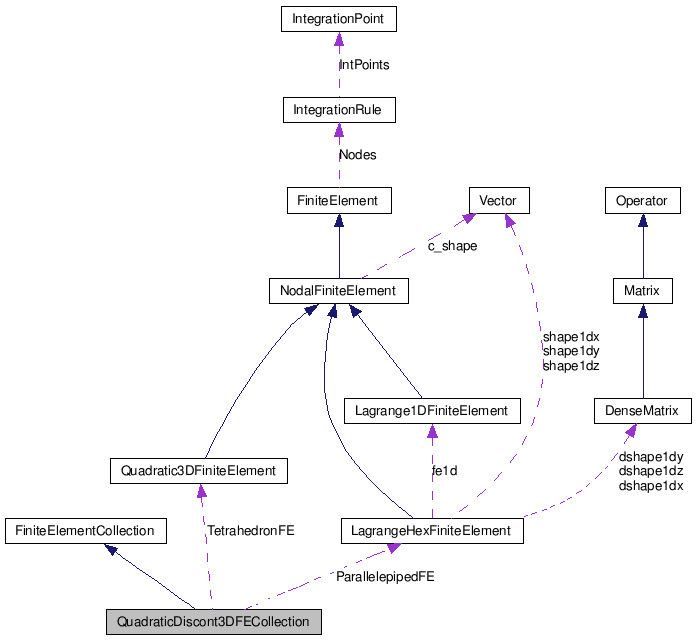 IntegrationPoint
IntPoints
IntegrationRule
Nodes
FiniteElement
Vector
Operator
c_shape
NodalFiniteElement
Matrix
shape1dx
shape1dy
shape1dz
Lagrange1DFiniteElement
DenseMatrix
Quadratic3DFiniteElement
fe1d
dshape1dy
dshape1dz
dshape1dx
FiniteElementCollection
TetrahedronFE
LagrangeHexFiniteElement
ParallelepipedFE
QuadraticDiscont3DFECollection